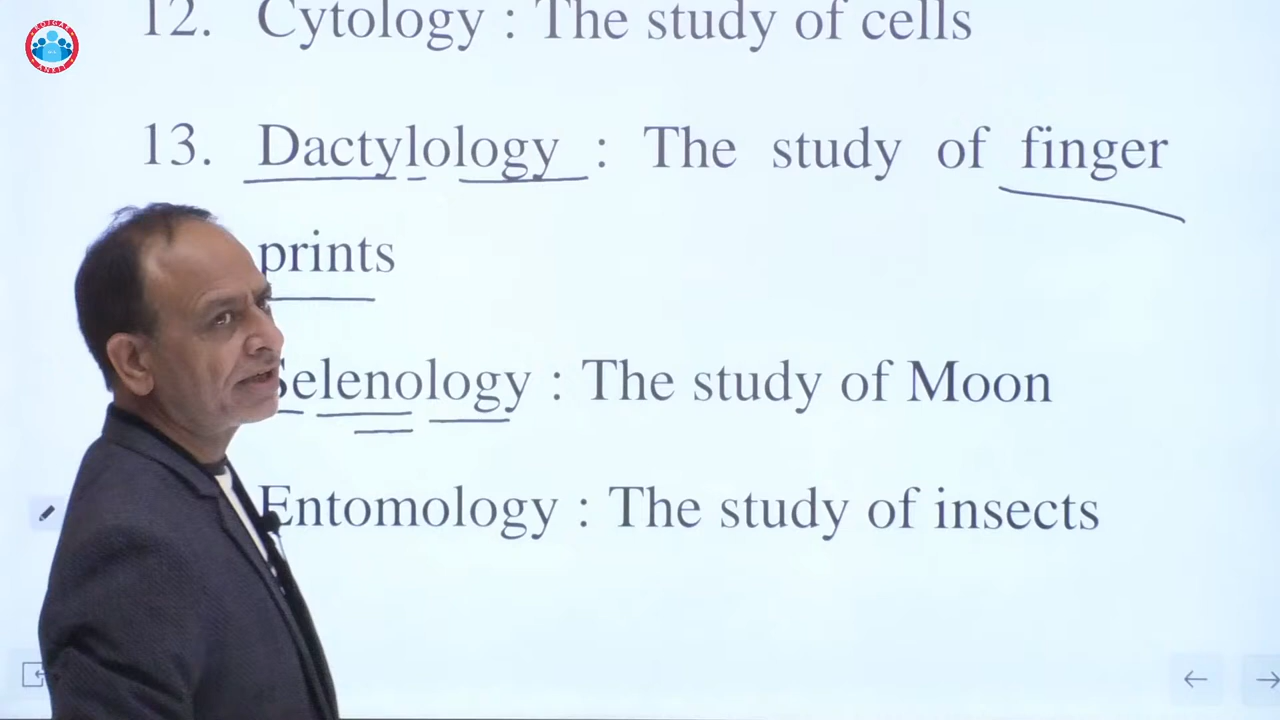 12. Cytology : The study of cells
13. Dactylology : The study of finger
prints
Selenology : The study of Moon
Entomology : The study of insects